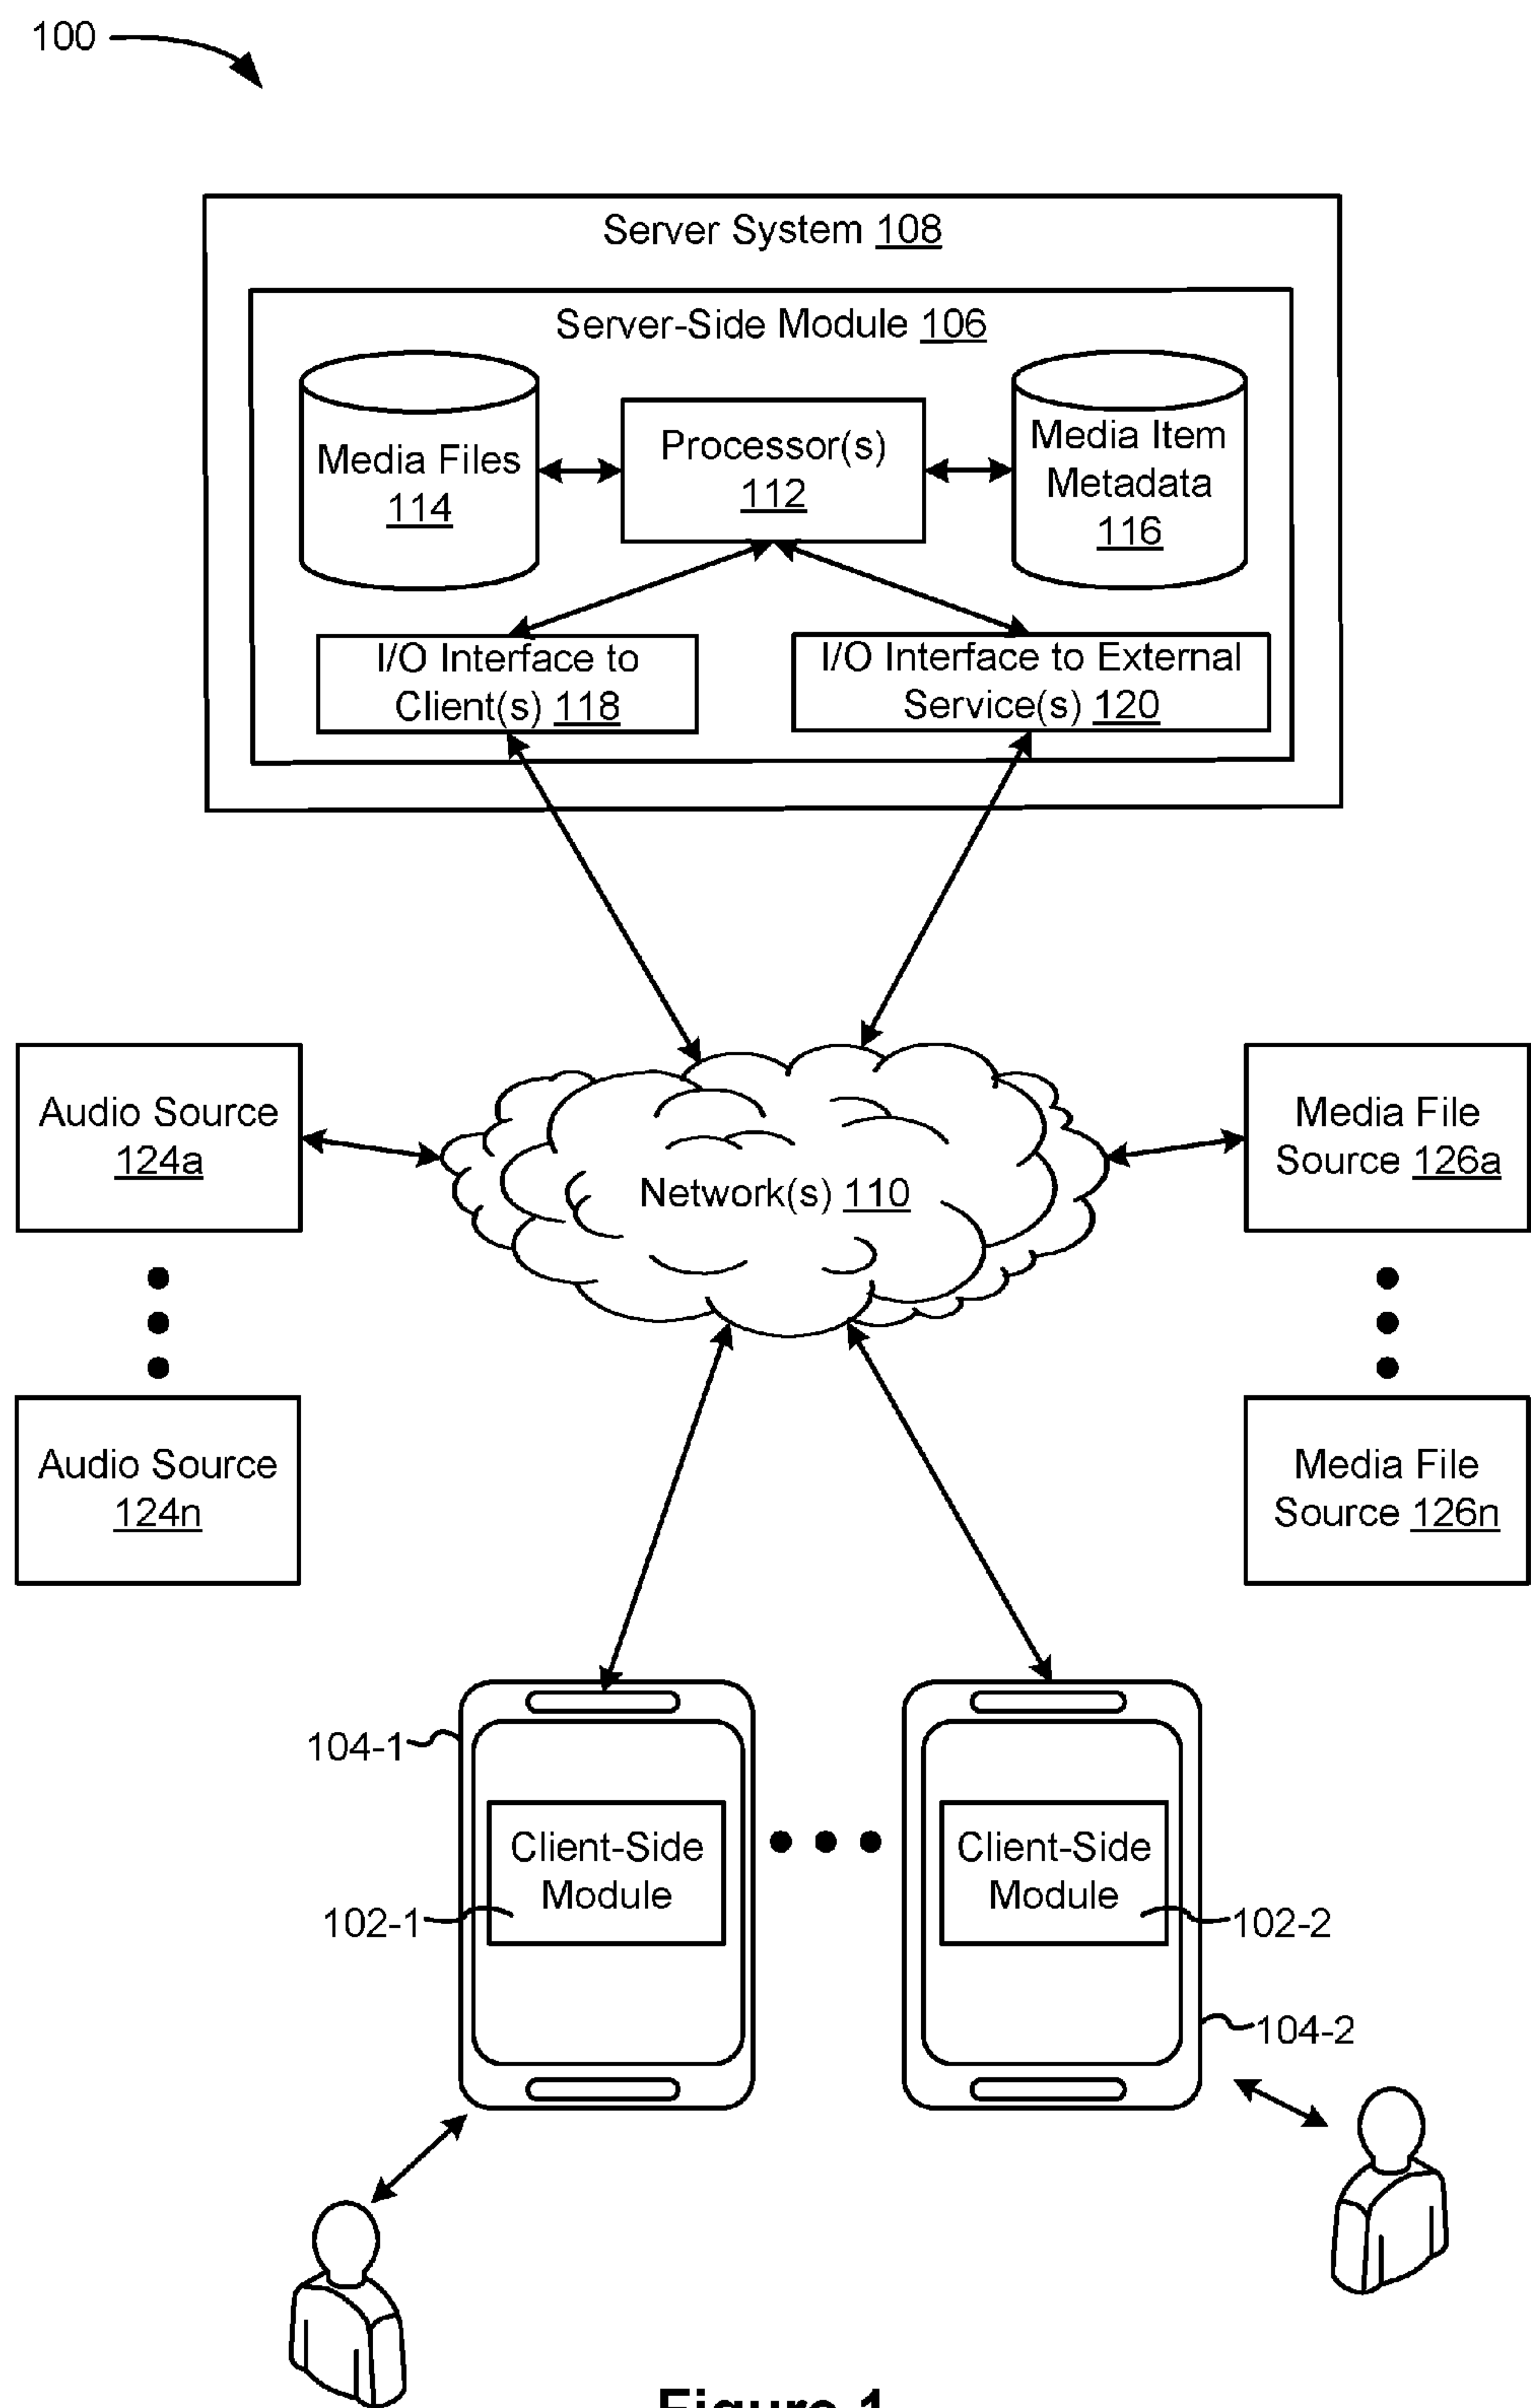 100
Server System 108
Server-Side Module 106
Media Files
114
Processor(s)
112
Media Item
Metadata
116
I/O Interface to
Client(s) 118
I/O Interface to External
Service(s) 120
Audio Source
124a
Network(s) 110
Media File
Source 126a
Audio Source
124n
Media File
Source 126n
104-1
Client-Side
Module
102-1
Client-Side
Module
102-2
104-2
Figure 1